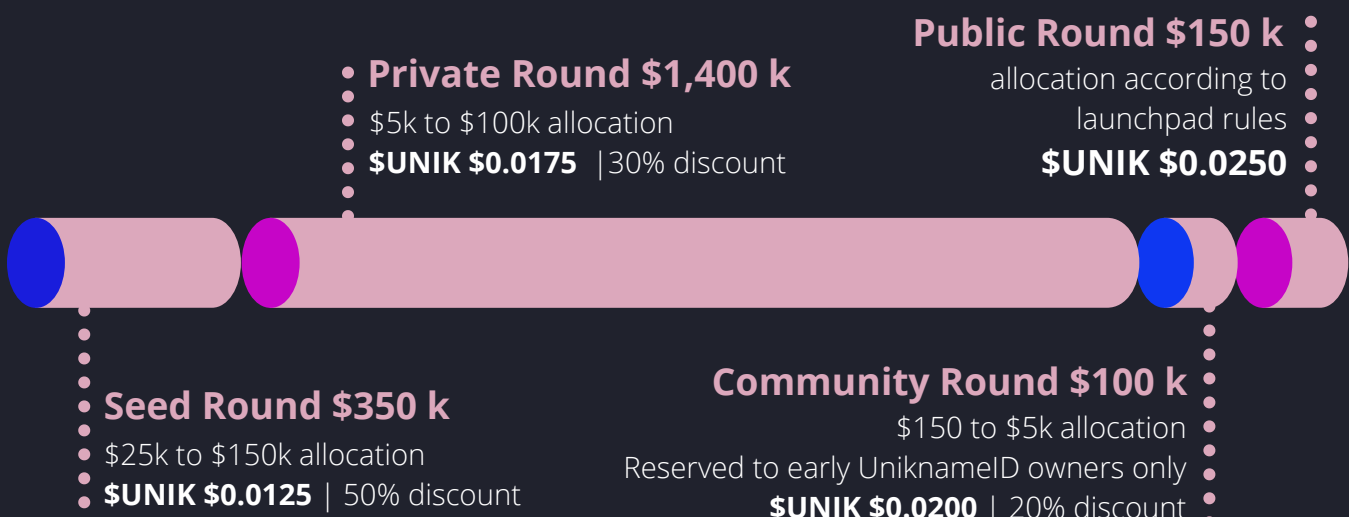 Public Round $150 k
allocation according to
launchpad rules
$UNIK $0.0250
Private Round $1,400 k
$5k to $100k allocation
$UNIK $0.0175 |30% discount
Seed Round $350 k
$25k to $150k allocation
$UNIK $0.0125 | 50% discount
Community Round $100 k
$150 to $5k allocation
Reserved to early UniknameID owners only
$UNIK $0.0200 | 20% discount